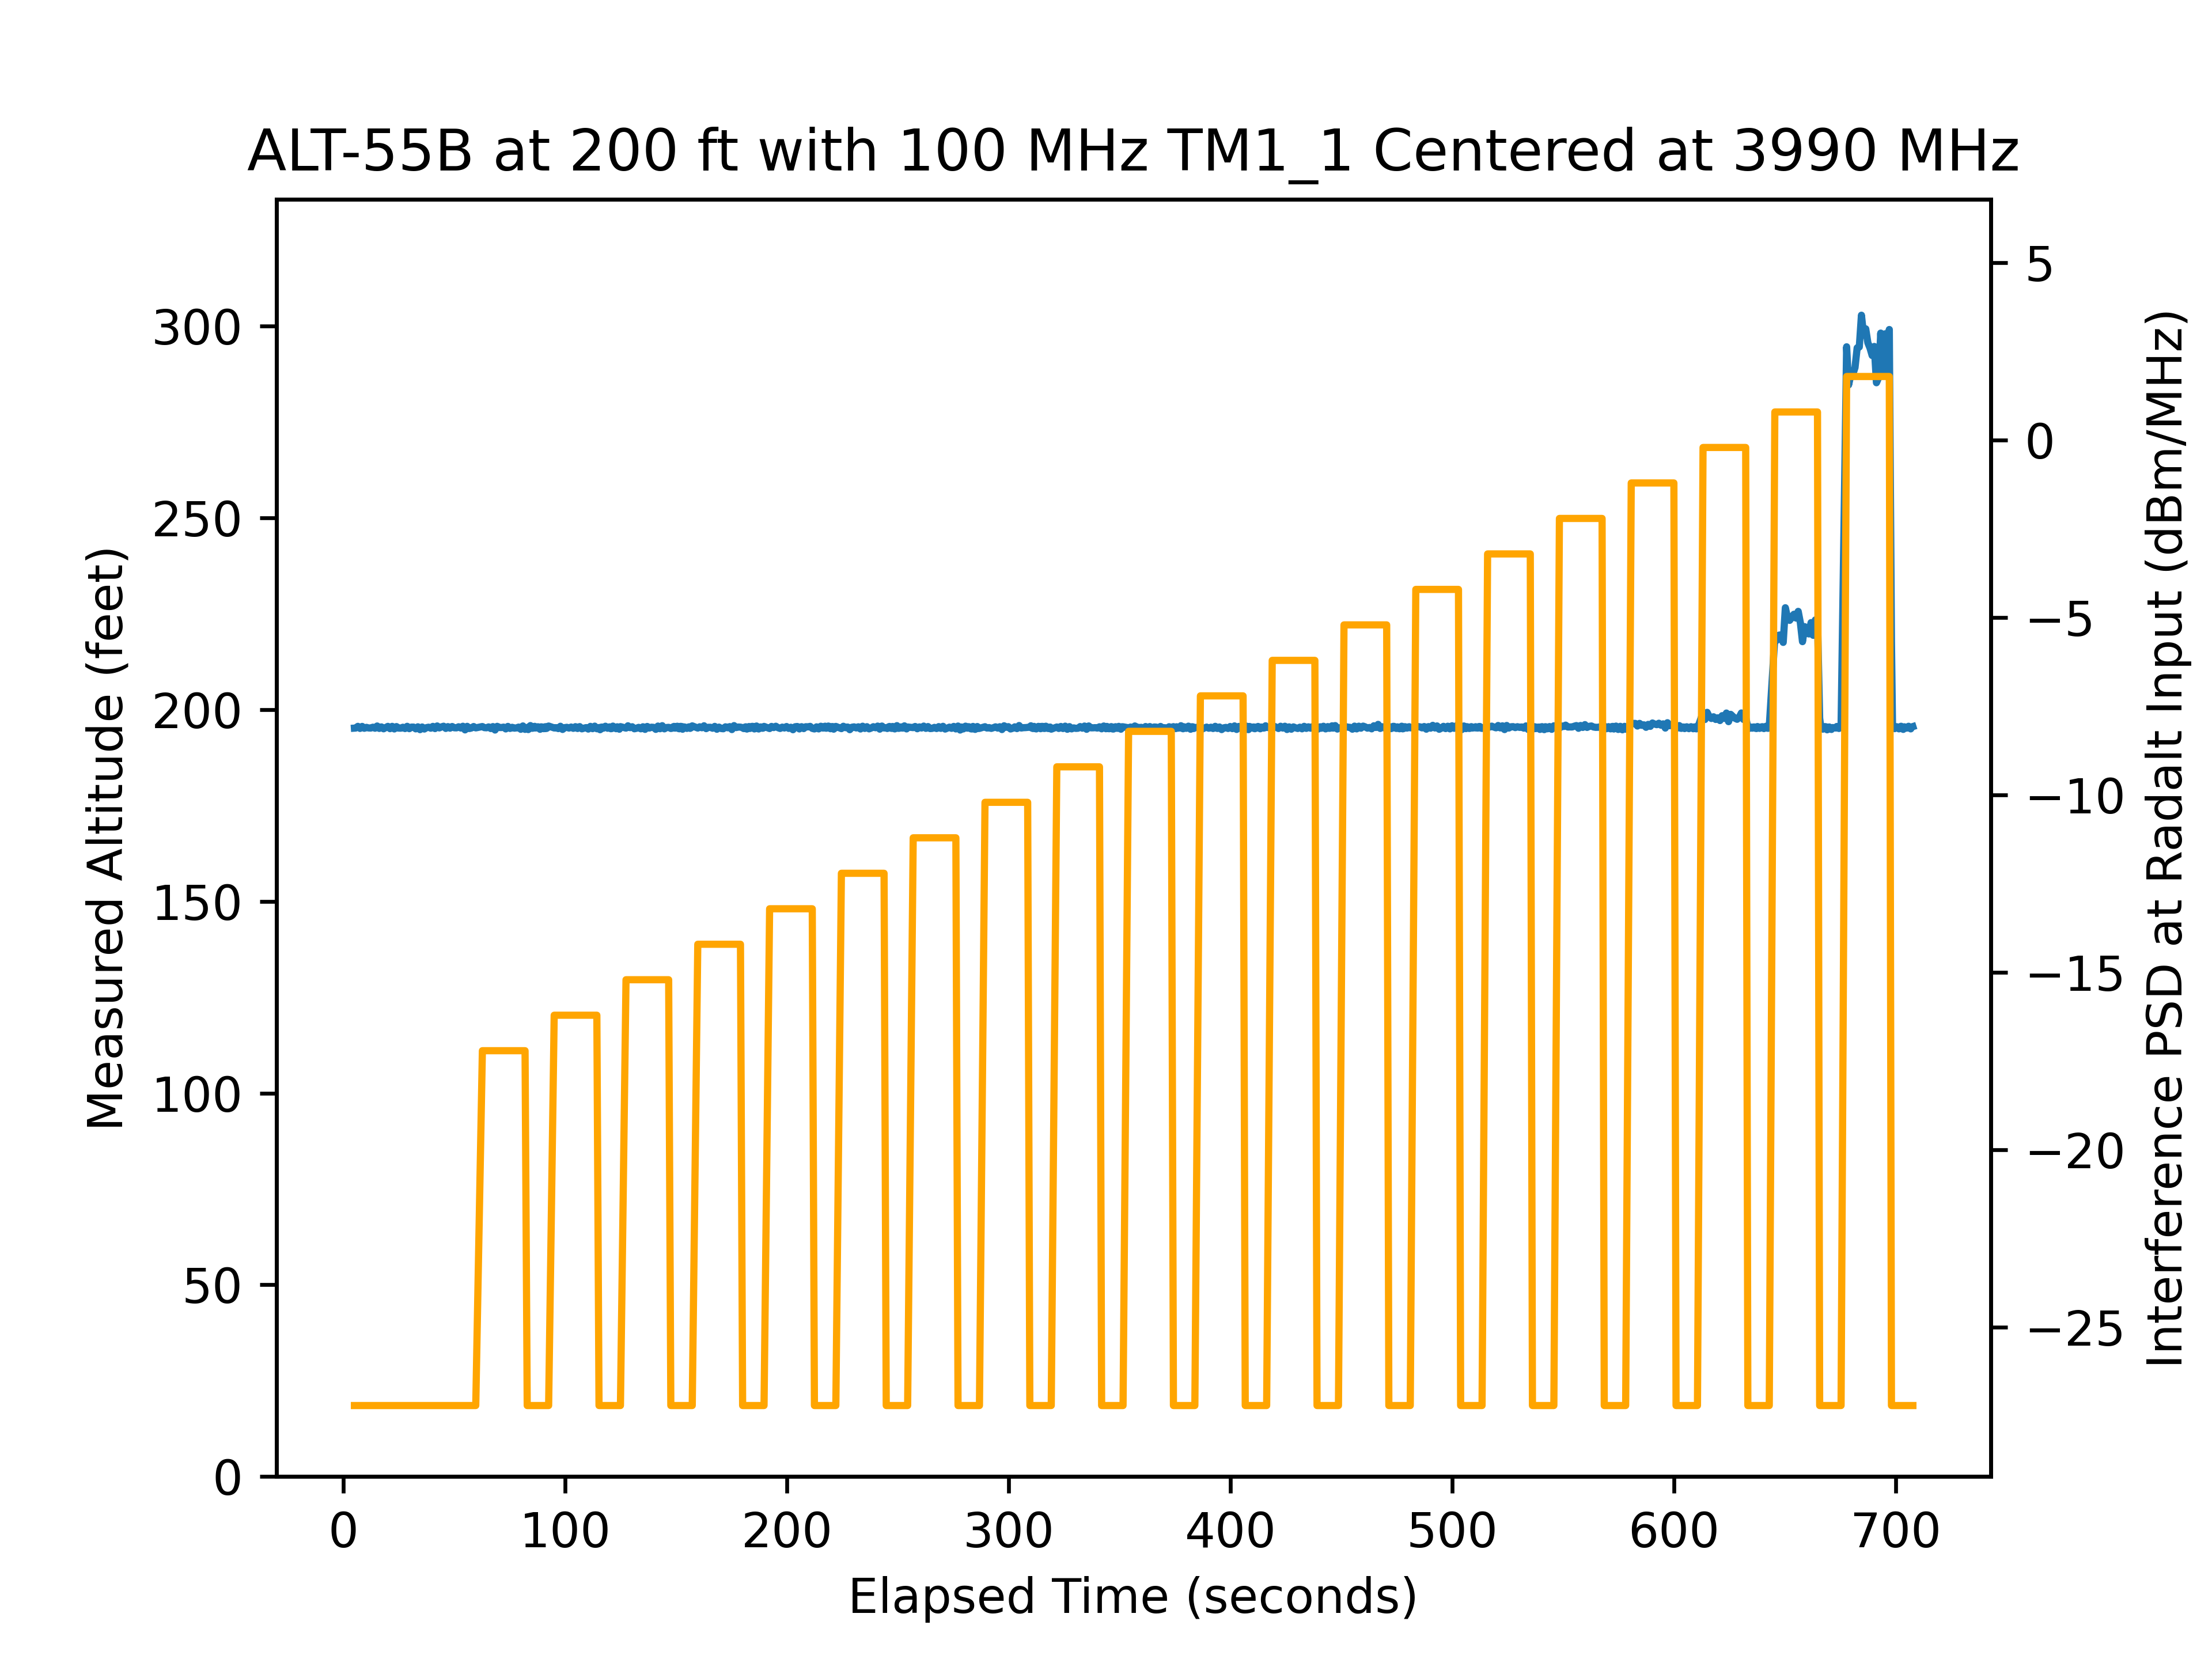 ALT-55B at 200 ft with 100 MHz TM1_1 Centered at 3990 MHz
Measured Altitude (feet)
300
250
200
150
100
50
0
5
0
−5
−10
−15
−20
−25
Interference PSD at Radalt Input (dBm/MHz)
0 100 200 300 400 500 600 700
Elapsed Time (seconds)